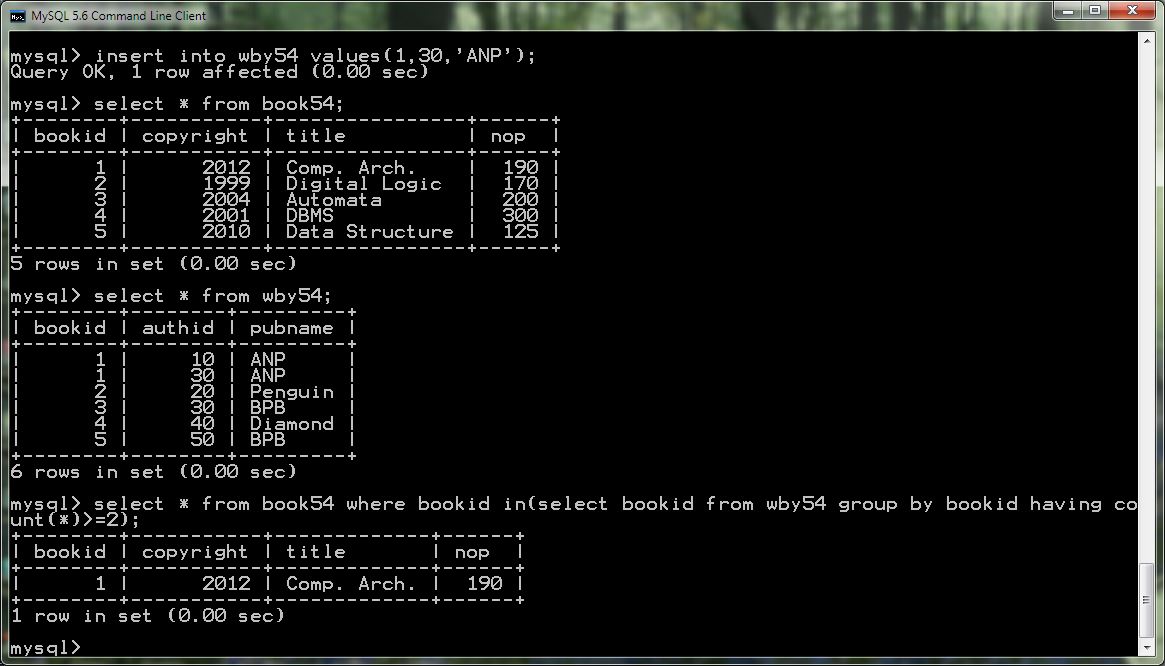 MySQL 5.6 Command Line Client
mysql> insert into wby54 values(1,30,'ANP');
Query OK, 1 row affected (0.00 sec)
mysql> select * from book54;
+--------+-----------+----------------+------+
| bookid | copyright | title          | nop  |
+--------+-----------+----------------+------+
|      1 |      2012 | Comp. Arch.    |  190 |
|      2 |      1999 | Digital Logic  |  170 |
|      3 |      2004 | Automata       |  200 |
|      4 |      2001 | DBMS           |  300 |
|      5 |      2010 | Data Structure |  125 |
+--------+-----------+----------------+------+
5 rows in set (0.00 sec)
mysql> select * from wby54;
+--------+--------+---------+
| bookid | authid | pubname |
+--------+--------+---------+
|      1 |     10 | ANP     |
|      1 |     30 | ANP     |
|      2 |     20 | Penguin |
|      3 |     30 | BPB     |
|      4 |     40 | Diamond |
|      5 |     50 | BPB     |
+--------+--------+---------+
6 rows in set (0.00 sec)
mysql> select * from book54 where bookid in(select bookid from wby54 group by bookid having co
unt(*)>=2);
+--------+-----------+-------------+------+
| bookid | copyright | title       | nop  |
+--------+-----------+-------------+------+
|      1 |      2012 | Comp. Arch. |  190 |
+--------+-----------+-------------+------+
1 row in set (0.00 sec)
mysql>